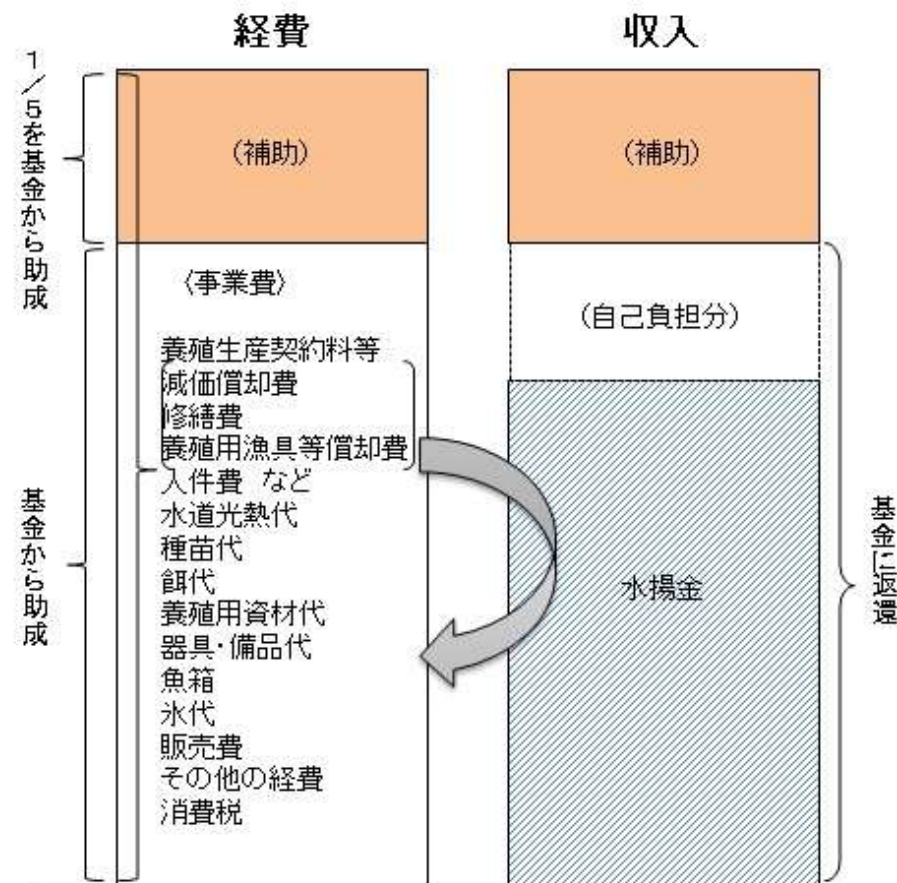 経費
収入
1/5を基金から助成
(補助)
(補助)
〈事業費〉
(自己負担分)
養殖生産契約料等
減価償却費
修繕費
養殖用漁具等償却費
人件費 など
水道光熱代
種苗代
餌代
養殖用資材代
器具・備品代
魚箱
氷代
販売費
その他の経費
消費税
基金から助成
水揚金
基金に返還